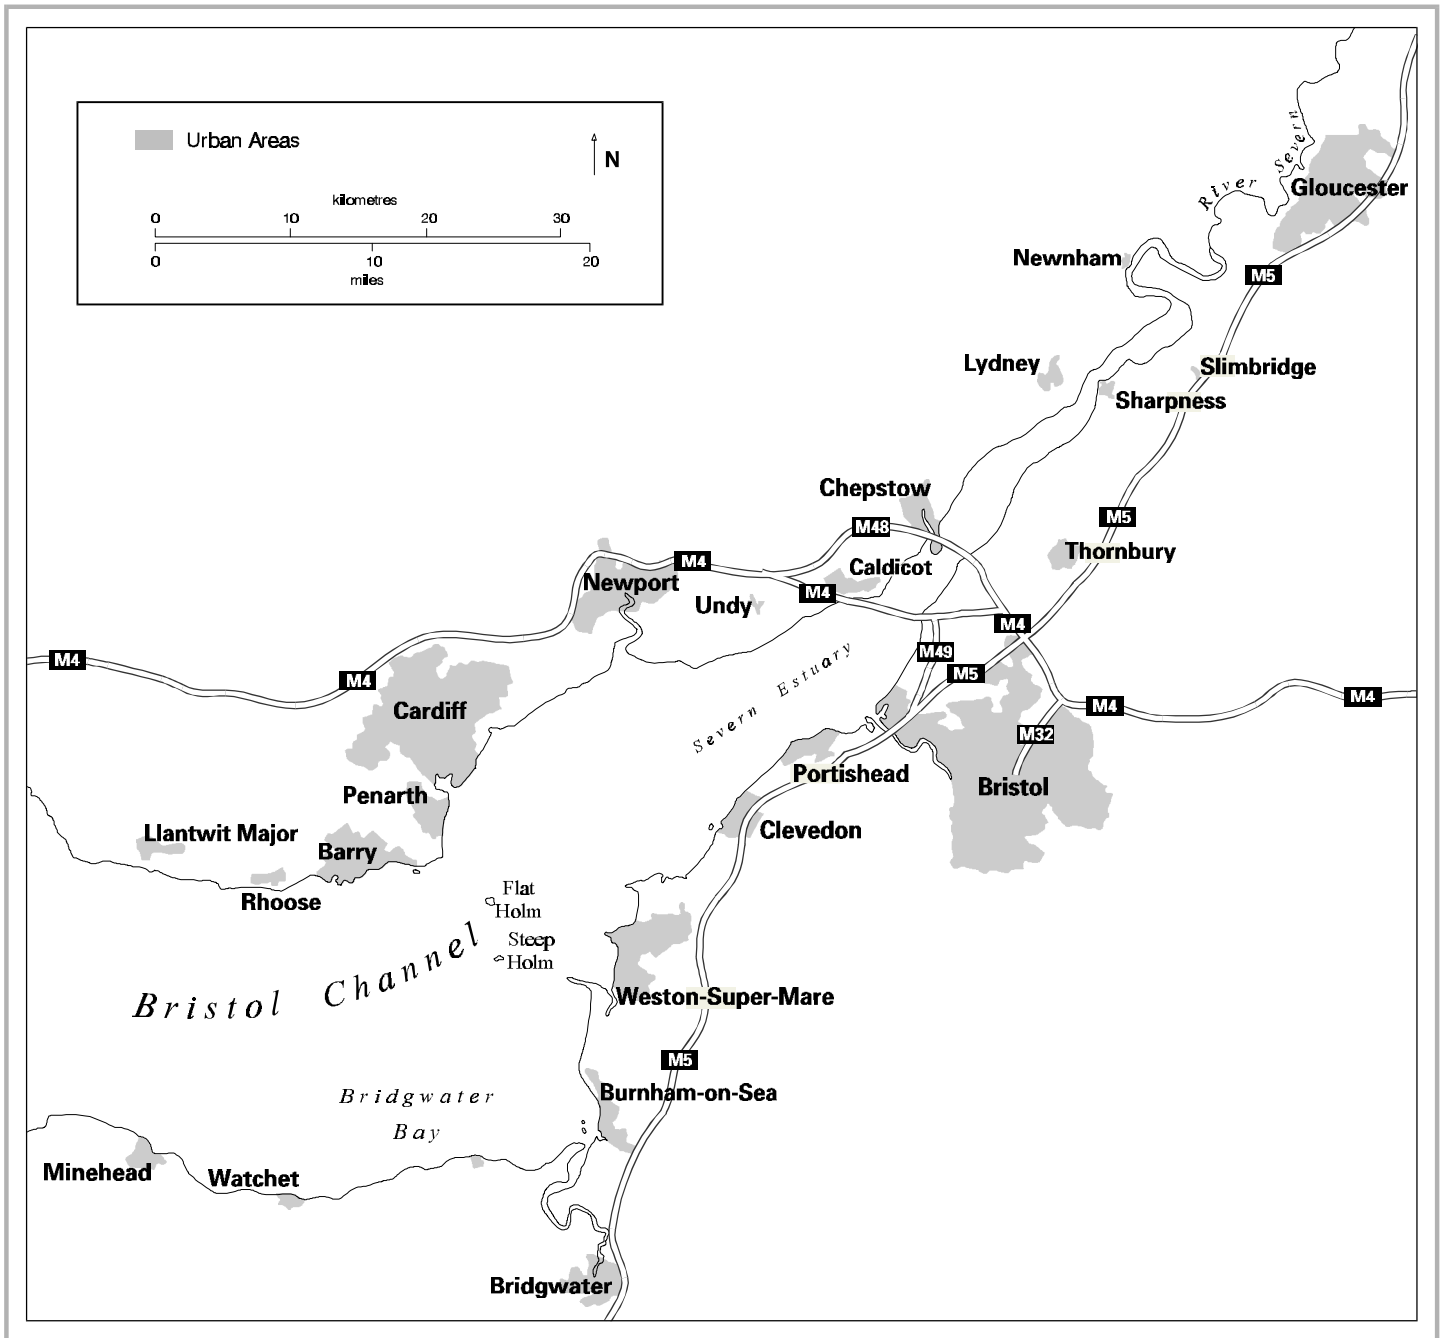 Urban Areas
N
kilometres
0 10 20 30
0 10 20
miles
River Severn
Gloucester
Newnham
M5
Lydney
Slimbridge
Sharpness
Chepstow
M48
M5
Thornbury
M4
Caldicot
Newport
Undy
M4
M4
M49
M4
M4
M5
Severn Estuary
Cardiff
M4
M4
M32
Portishead
Bristol
Penarth
Clevedon
Llantwit Major
Barry
Rhoose
Flat
Holm
Steep
Holm
Bristol Channel
Weston-Super-Mare
M5
Burnham-on-Sea
Bridgwater
Bay
Minehead
Watchet
Bridgwater